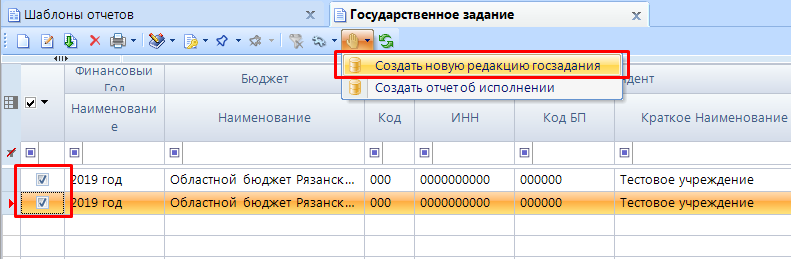 Шаблоны отчетов
Государственное задание
Создать новую редакцию госзадания
Создать отчет об исполнении
Финансовый Год
Бюджет
дент
Наименование
Наименование
Код
ИНН
Код БП
Краткое Наименование
2019 год Областной бюджет Рязанск... 000 0000000000 000000 Тестовое учреждение
2019 год Областной бюджет Рязанск... 000 0000000000 000000 Тестовое учреждение